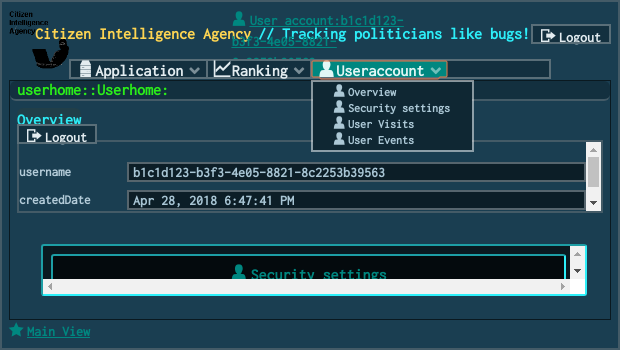 Citizen
Intelligence
Agency
User account:b1c1d123-
b3f3-4e05-8821-
Citizen Intelligence Agency // Tracking politicians like bugs!
Logout
Application
Ranking
Useraccount
userhome::Userhome:
Overview
Security settings
User Visits
User Events
Overview
Logout
username
b1c1d123-b3f3-4e05-8821-8c2253b39563
createdDate
Apr 28, 2018 6:47:41 PM
Security settings
Main View